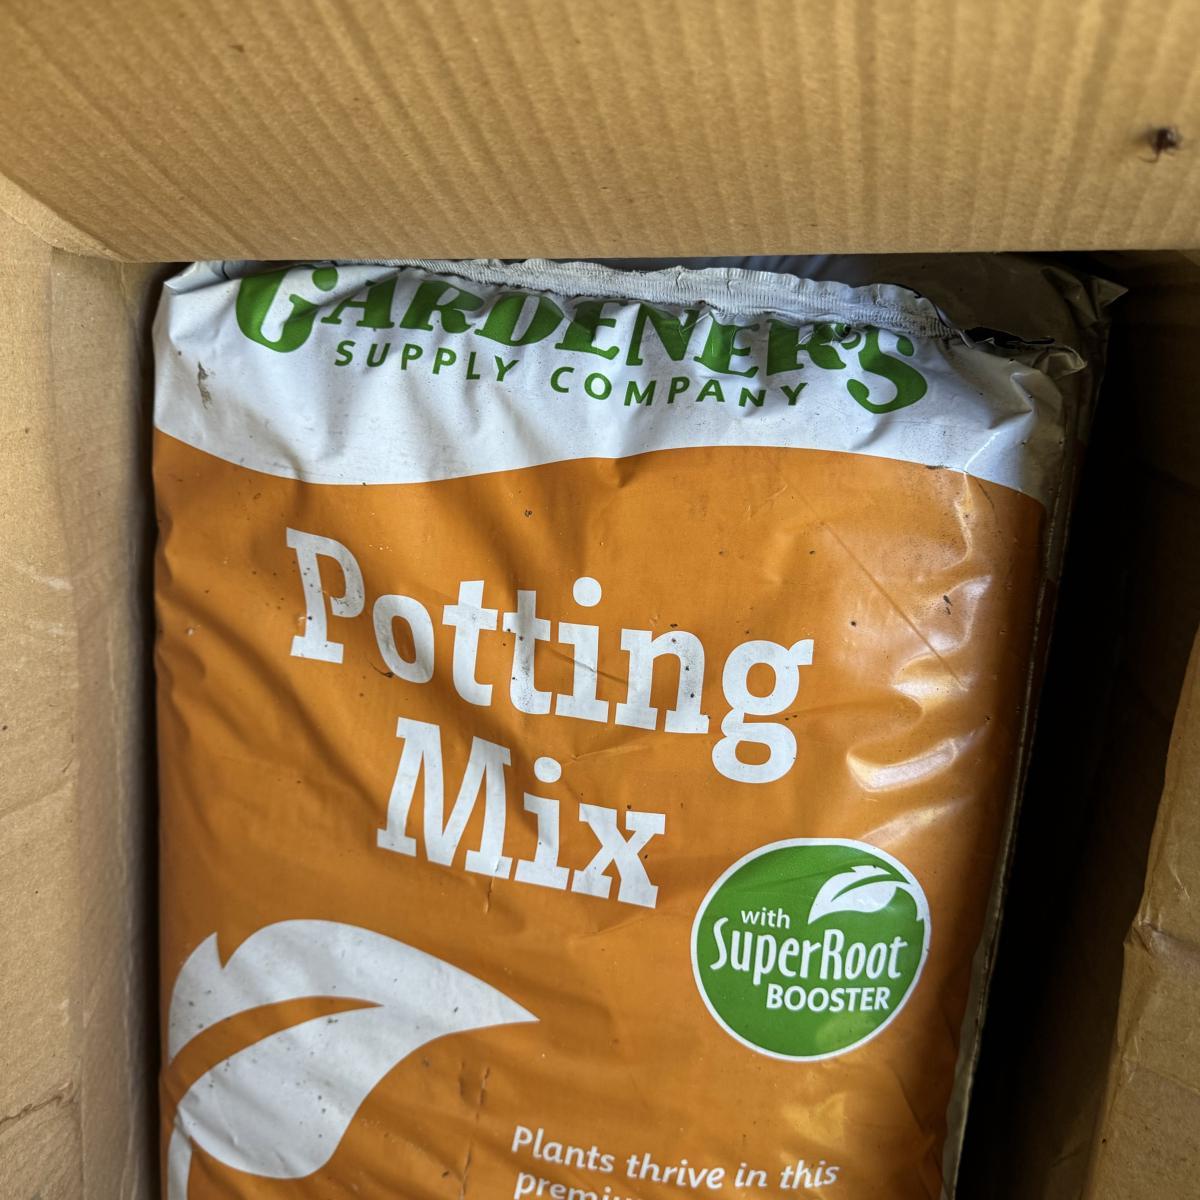 GARDENER'S
SUPPLY COMPANY
Potting
Mix
with
SuperRoot
BOOSTER
Plants thrive in this